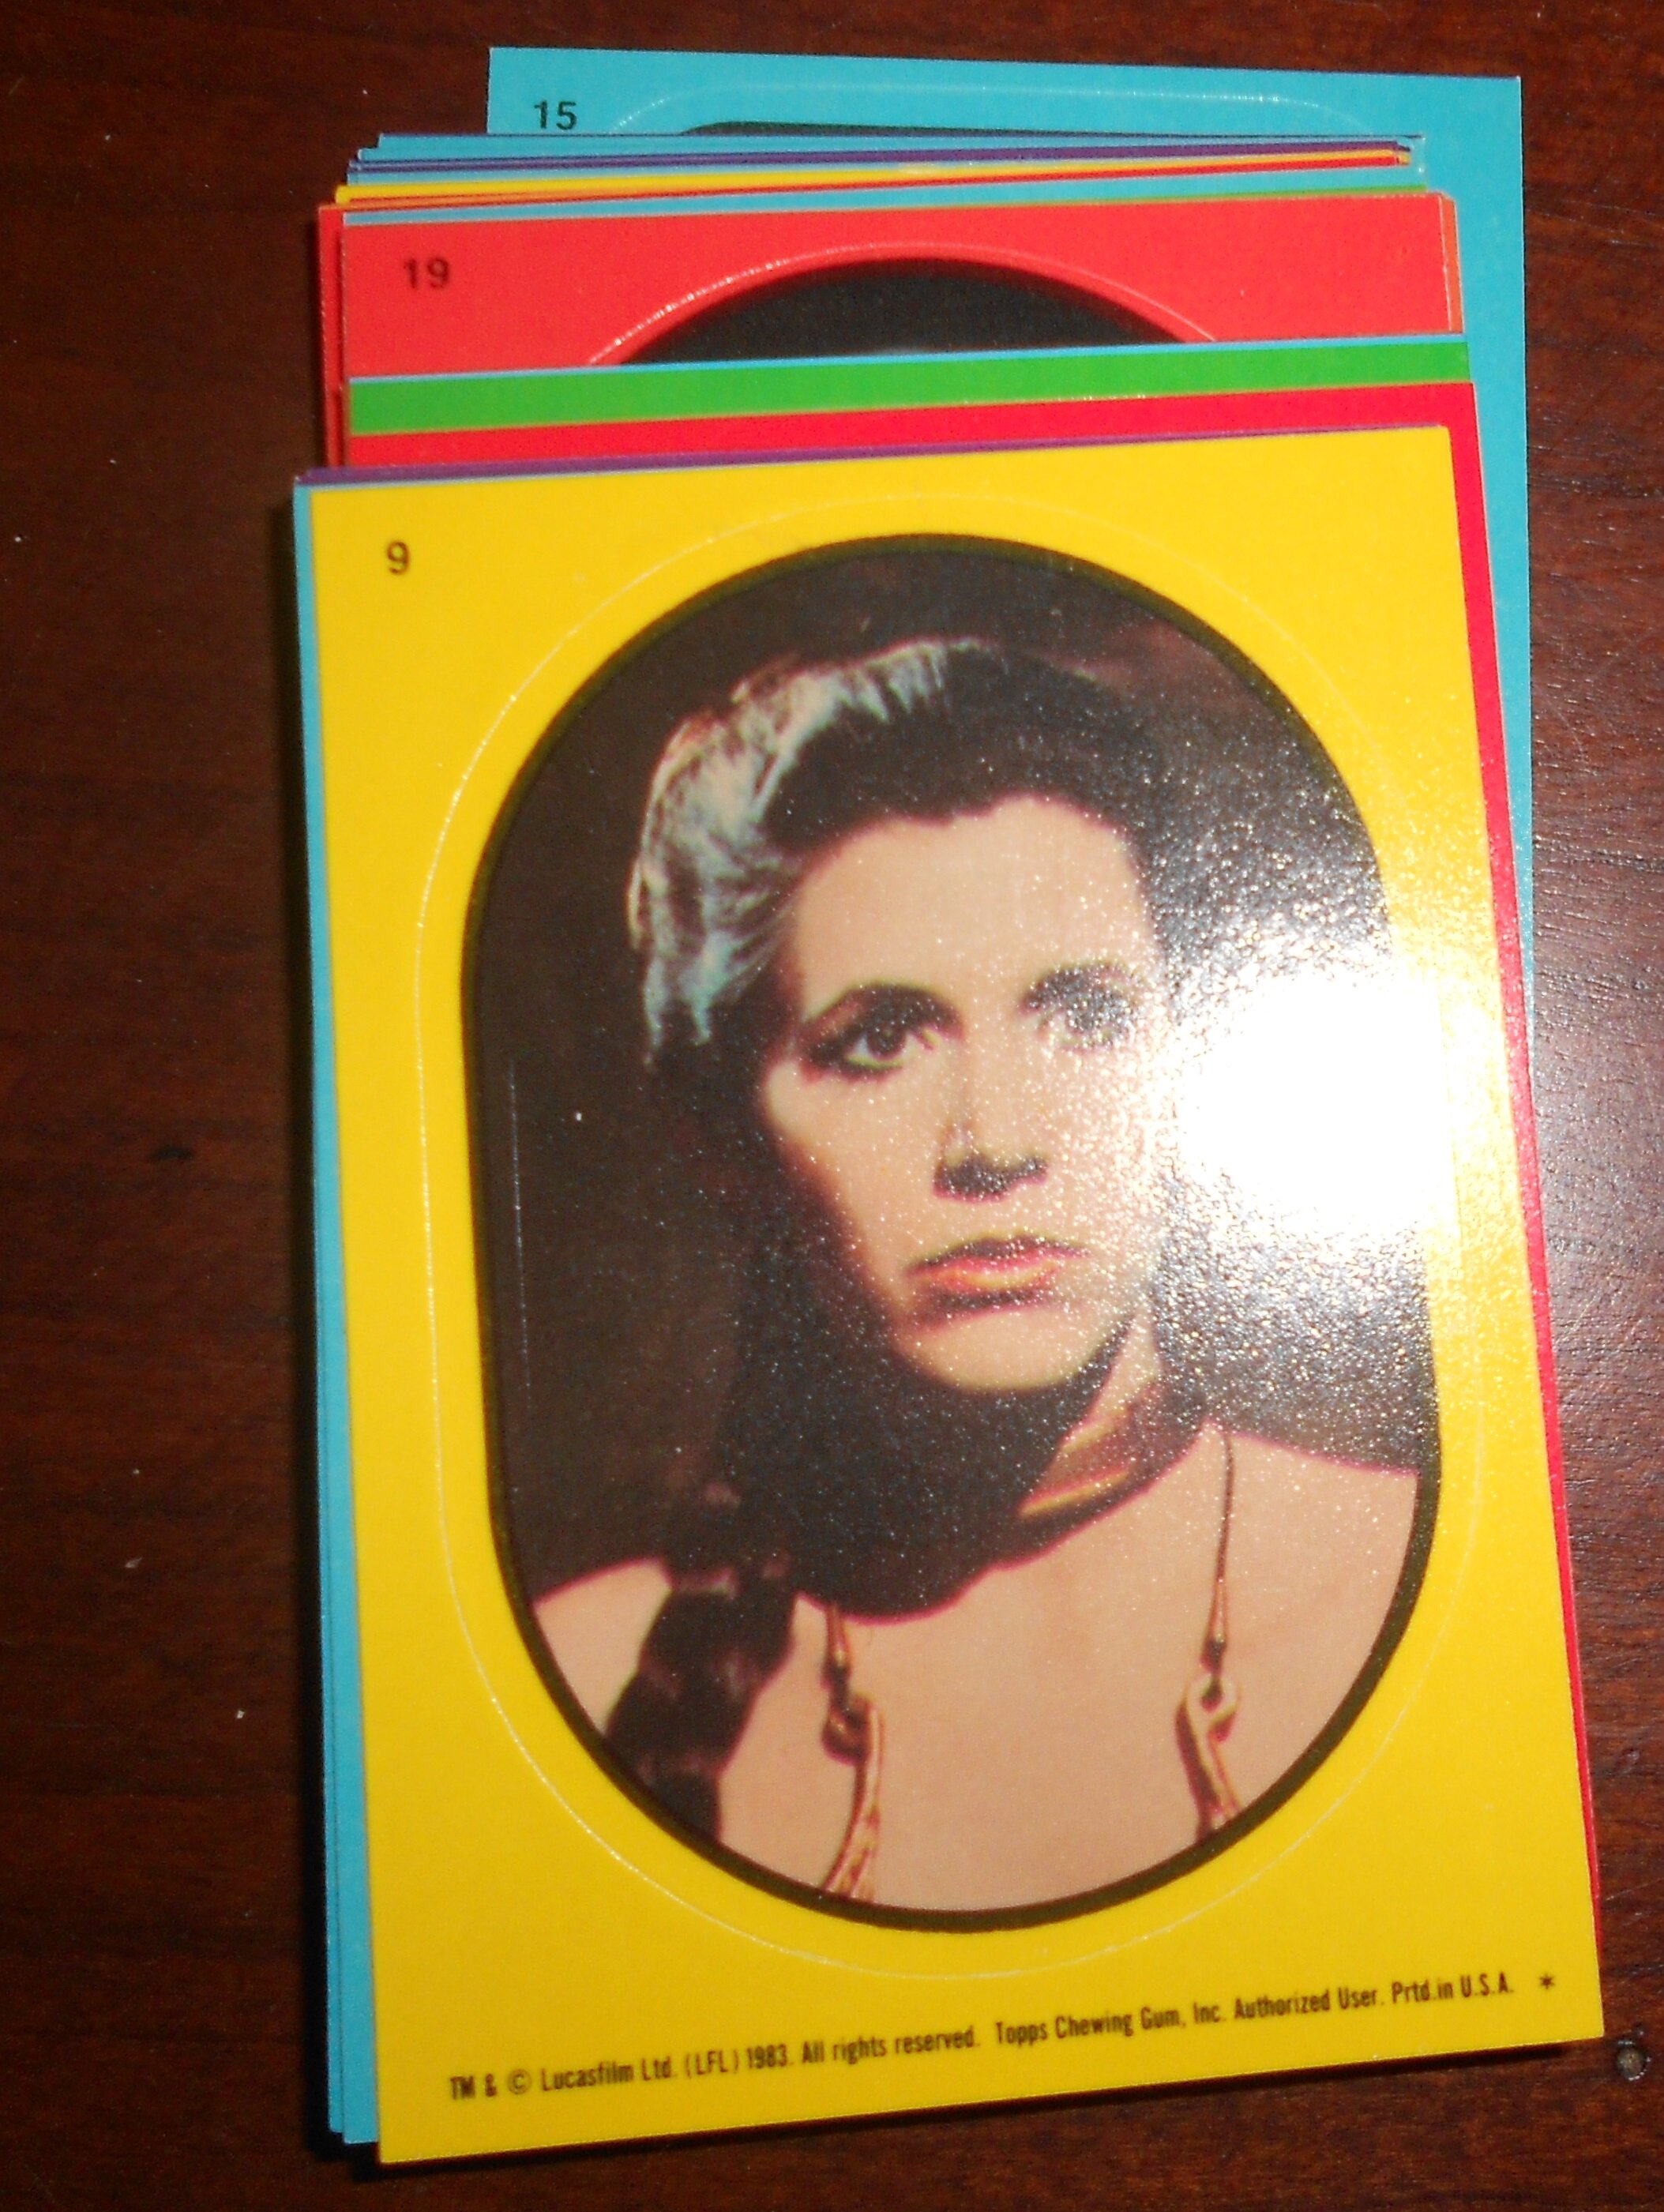 15
19
9
TM & © Lucasfilm Ltd. (LFL) 1983. All rights reserved. Topps Chewing Gum, Inc. Authorized User. Prtd.in U.S.A. *